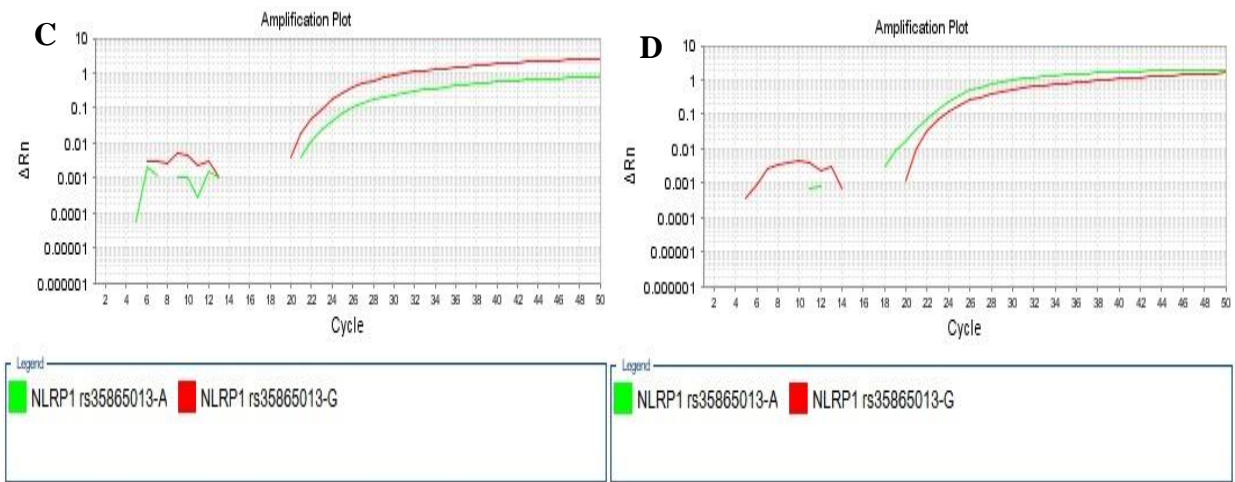 C
Amplification Plot
10
1
0.1
0.01
0.001
0.0001
0.00001
0.000001
ΔRn
2 4 6 8 10 12 14 16 18 20 22 24 26 28 30 32 34 36 38 40 42 44 46 48 50
Cycle
Legend
NLRP1 rs35865013-A NLRP1 rs35865013-G
D
Amplification Plot
10
1
0.1
0.01
0.001
0.0001
0.00001
0.000001
ΔRn
2 4 6 8 10 12 14 16 18 20 22 24 26 28 30 32 34 36 38 40 42 44 46 48 50
Cycle
Legend
NLRP1 rs35865013-A NLRP1 rs35865013-G